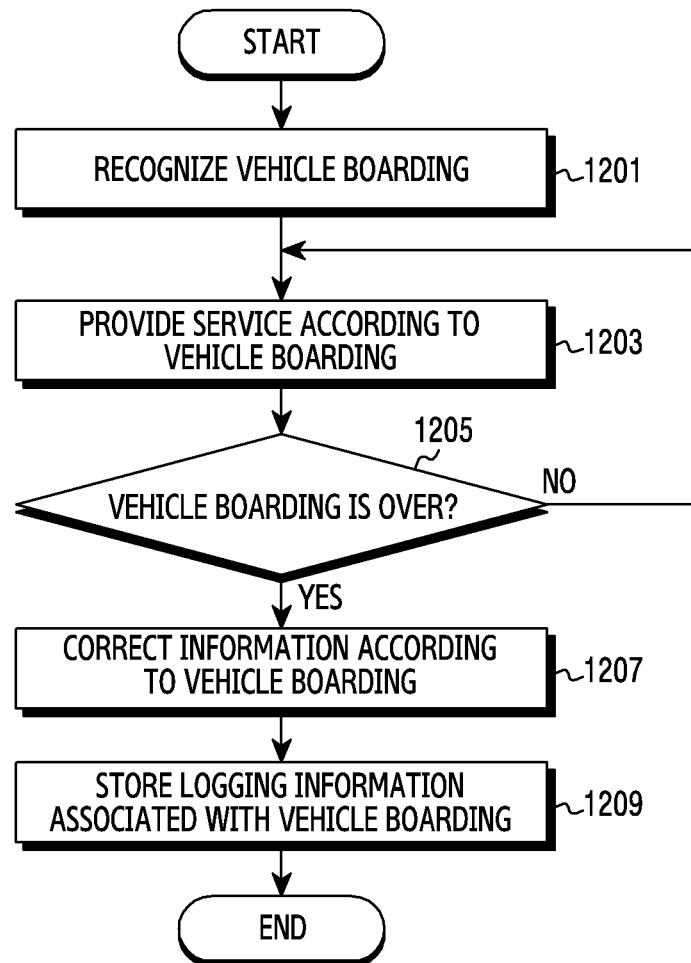 START
RECOGNIZE VEHICLE BOARDING
1201
PROVIDE SERVICE ACCORDING TO
VEHICLE BOARDING
1203
1205
VEHICLE BOARDING IS OVER?
NO
YES
CORRECT INFORMATION ACCORDING
TO VEHICLE BOARDING
1207
STORE LOGGING INFORMATION
ASSOCIATED WITH VEHICLE BOARDING
1209
END